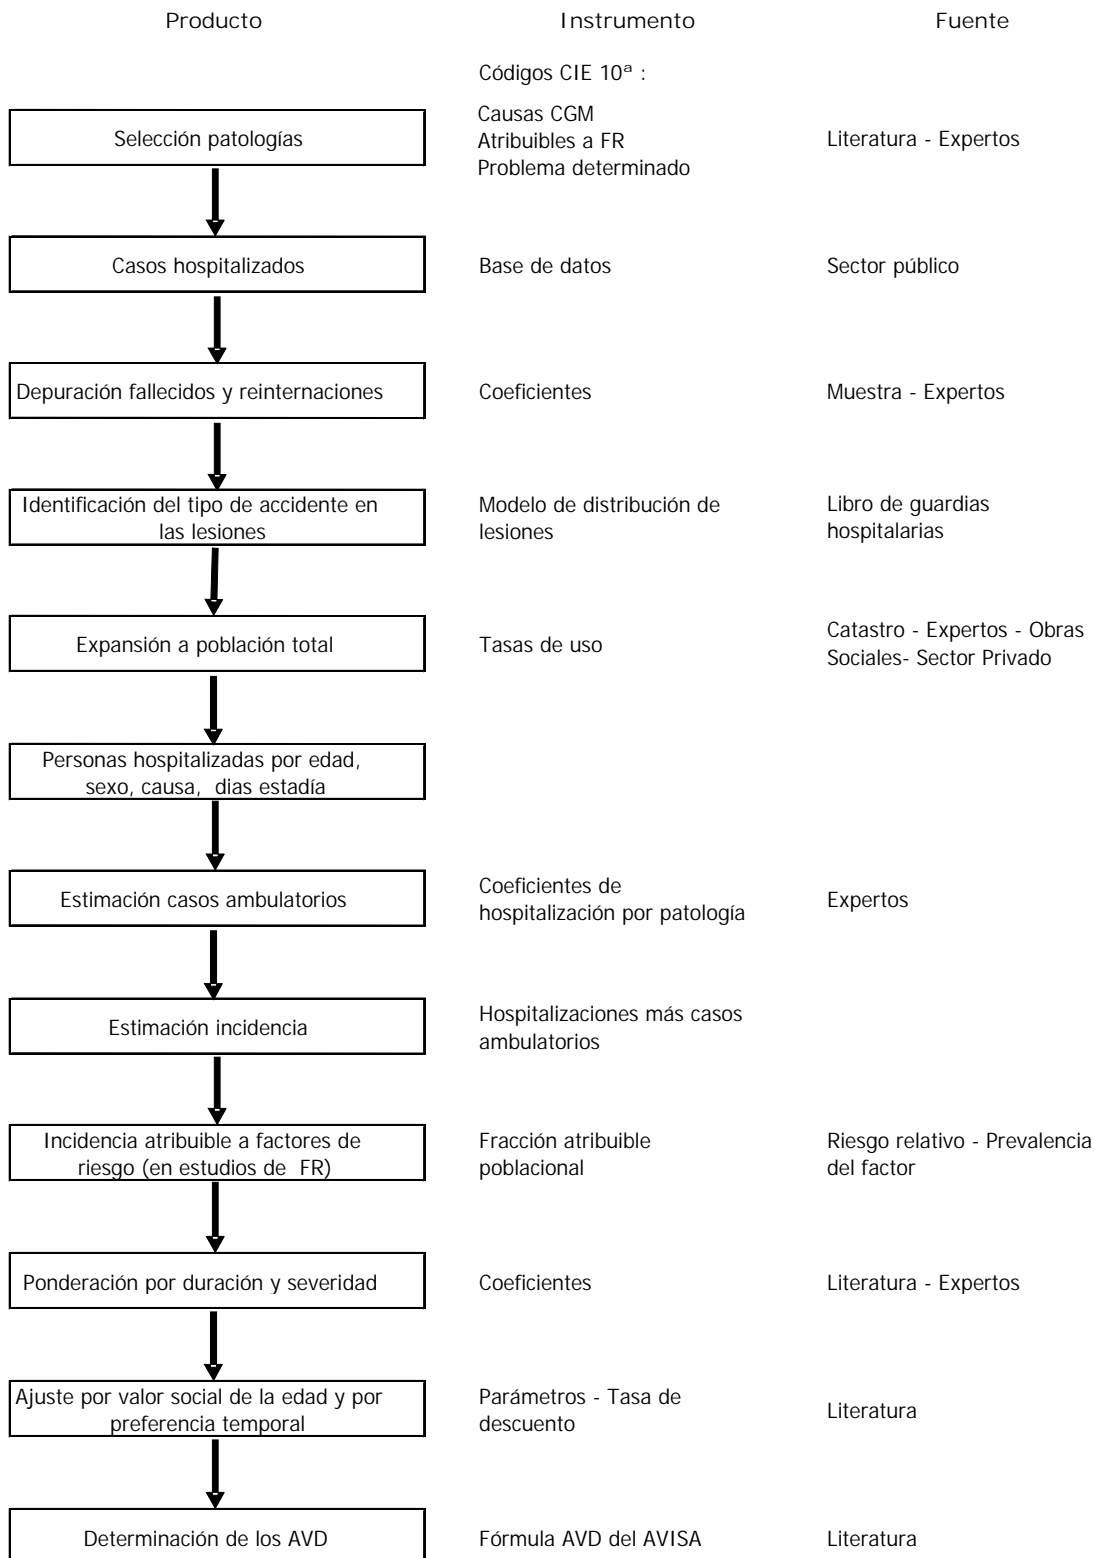 Producto Instrumento Fuente
Códigos CIE 10ª :
Selección patologías
Causas CGM
Atribuibles a FR
Problema determinado
Literatura - Expertos
Casos hospitalizados
Base de datos
Sector público
Depuración fallecidos y reinternaciones
Coeficientes
Muestra - Expertos
Identificación del tipo de accidente en
las lesiones
Modelo de distribución de
lesiones
Libro de guardias
hospitalarias
Expansión a población total
Tasas de uso
Catastro - Expertos - Obras
Sociales- Sector Privado
Personas hospitalizadas por edad,
sexo, causa, dias estadía
Estimación casos ambulatorios
Coeficientes de
hospitalización por patología
Expertos
Estimación incidencia
Hospitalizaciones más casos
ambulatorios
Incidencia atribuible a factores de
riesgo (en estudios de FR)
Fracción atribuible
poblacional
Riesgo relativo - Prevalencia
del factor
Ponderación por duración y severidad
Coeficientes
Literatura - Expertos
Ajuste por valor social de la edad y por
preferencia temporal
Parámetros - Tasa de
descuento
Literatura
Determinación de los AVD
Fórmula AVD del AVISA
Literatura